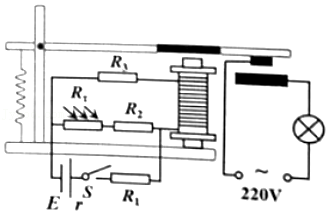 R₃
R₁ R₂
E r S R₁
~
220V